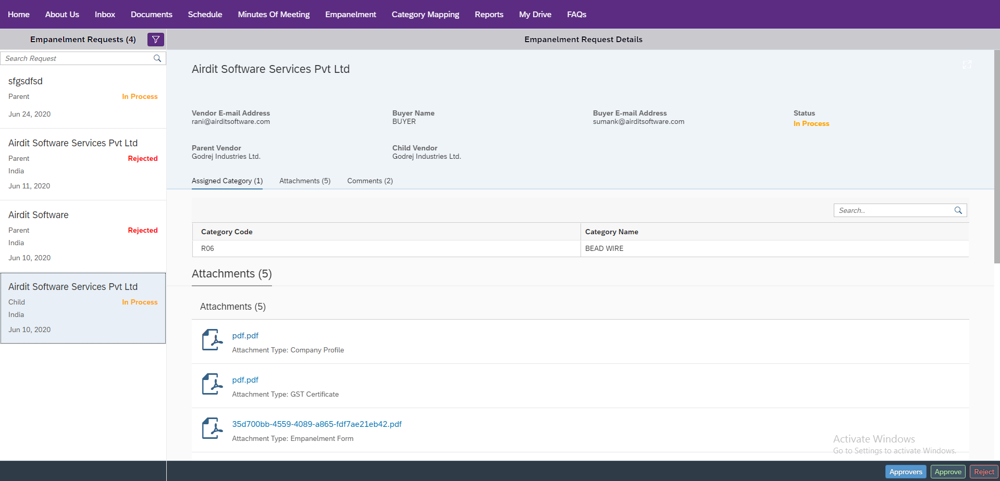 Home About Us Inbox Documents Schedule Minutes Of Meeting Empanelment Category Mapping Reports My Drive FAQs
Empanelment Requests (4)
Search Request
sfgsdfsd
Parent In Process
Jun 24, 2020
Airdit Software Services Pvt Ltd
Parent Rejected
India
Jun 11, 2020
Airdit Software
Parent Rejected
India
Jun 10, 2020
Airdit Software Services Pvt Ltd
Child In Process
India
Jun 10, 2020
Empanelment Request Details
Airdit Software Services Pvt Ltd
Vendor E-mail Address Buyer Name Buyer E-mail Address Status
rani@airditsoftware.com BUYER sumank@airditsoftware.com In Process
Parent Vendor Child Vendor
Godrej Industries Ltd. Godrej Industries Ltd.
Assigned Category (1) Attachments (5) Comments (2)
Search..
Category Code Category Name
R06 BEAD WIRE
Attachments (5)
Attachments (5)
pdf.pdf
Attachment Type: Company Profile
pdf.pdf
Attachment Type: GST Certificate
35d700bb-4559-4089-a865-fdf7ae21eb42.pdf
Attachment Type: Empanelment Form
Activate Windows
Go to Settings to activate Windows.
Approvers Approve Reject